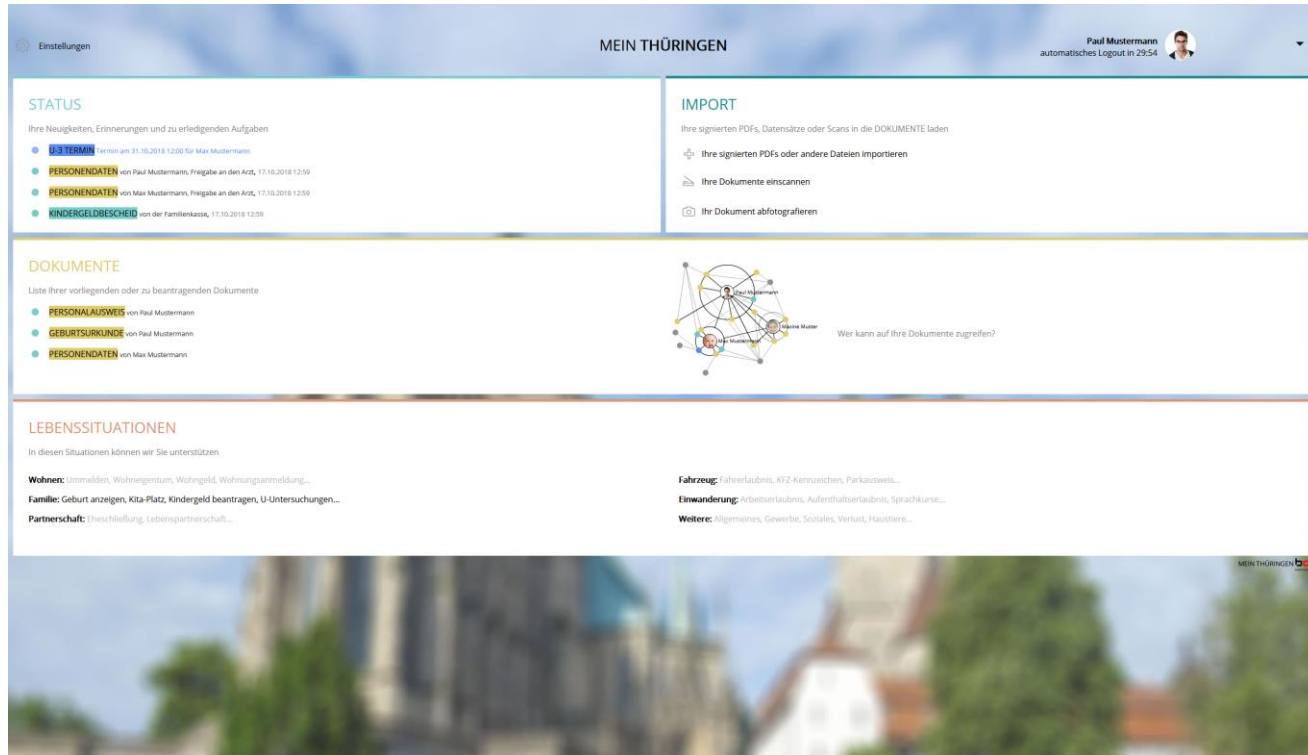 Einstellungen
MEIN THÜRINGEN
Paul Mustermann
automatisches Logout in 29:54
STATUS
Ihre Neuigkeiten, Erinnerungen und zu erledigenden Aufgaben
U-3 TERMIN Termin am 31.10.2018 12:00 für Max Mustermann
PERSONENDATEN von Paul Mustermann, Freigabe an den Arzt, 17.10.2018 12:59
PERSONENDATEN von Max Mustermann, Freigabe an den Arzt, 17.10.2018 12:59
KINDERGELDBESCHEID von der Familienkasse, 17.10.2018 12:59
IMPORT
Ihre signierten PDFs, Datensätze oder Scans in die DOKUMENTE laden
Ihre signierten PDFs oder andere Dateien importieren
Ihre Dokumente einscannen
Ihr Dokument abfotografieren
DOKUMENTE
Liste Ihrer vorliegenden oder zu beantragenden Dokumente
PERSONALAUSWEIS von Paul Mustermann
GEBURTSURKUNDE von Paul Mustermann
PERSONENDATEN von Max Mustermann
Paul Mustermann
Maxine Muster
Max Mustermann
Wer kann auf Ihre Dokumente zugreifen?
LEBENSSITUATIONEN
In diesen Situationen können wir Sie unterstützen
Wohnen: Ummelden, Wohneigentum, Wohngeld, Wohnungsanmeldung...
Familie: Geburt anzeigen, Kita-Platz, Kindergeld beantragen, U-Untersuchungen...
Partnerschaft: Eheschließung, Lebenspartnerschaft...
Fahrzeug: Fahrerlaubnis, KFZ-Kennzeichen, Parkausweis...
Einwanderung: Arbeitserlaubnis, Aufenthaltserlaubnis, Sprachkurse...
Weitere: Allgemeines, Gewerbe, Soziales, Verlust, Haustiere...
MEIN THÜRINGEN